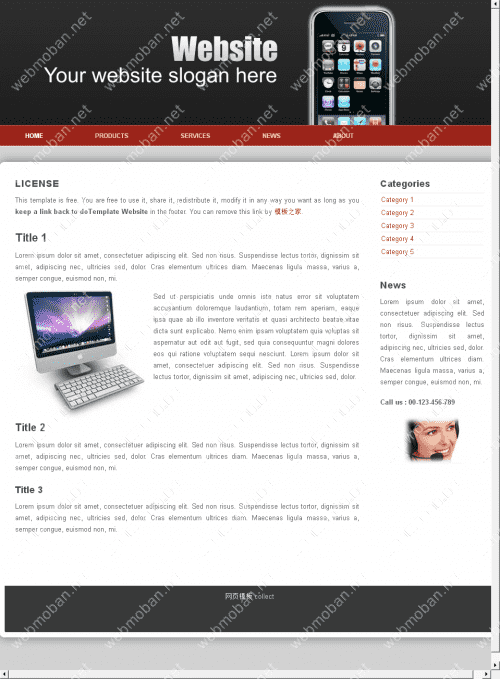 Website
Your website slogan here
HOME PRODUCTS SERVICES NEWS ABOUT
LICENSE
This template is free. You are free to use it, share it, redistribute it, modify it in any way you want as long as you
keep a link back to doTemplate Website in the footer. You can remove this link by 模板之家
Title 1
Lorem ipsum dolor sit amet, consectetuer adipiscing elit. Sed non risus. Suspendisse lectus tortor, dignissim sit
amet, adipiscing nec, ultricies sed, dolor. Cras elementum ultrices diam. Maecenas ligula massa, varius a,
semper congue, euismod non, mi.
Sed ut perspiciatis unde omnis iste natus error sit voluptatem
accusantium doloremque laudantium, totam rem aperiam, eaque
ipsa quae ab illo inventore veritatis et quasi architecto beatae vitae
dicta sunt explicabo. Nemo enim ipsam voluptatem quia voluptas sit
aspernatur aut odit aut fugit, sed quia consequuntur magni dolores
eos qui ratione voluptatem sequi nesciunt. Lorem ipsum dolor sit
amet, consectetuer adipiscing elit. Sed non risus. Suspendisse
lectus tortor, dignissim sit amet, adipiscing nec, ultricies sed, dolor.
Title 2
Lorem ipsum dolor sit amet, consectetuer adipiscing elit. Sed non risus. Suspendisse lectus tortor, dignissim sit
amet, adipiscing nec, ultricies sed, dolor. Cras elementum ultrices diam. Maecenas ligula massa, varius a,
semper congue, euismod non, mi.
Title 3
Lorem ipsum dolor sit amet, consectetuer adipiscing elit. Sed non risus. Suspendisse lectus tortor, dignissim sit
amet, adipiscing nec, ultricies sed, dolor. Cras elementum ultrices diam. Maecenas ligula massa, varius a,
semper congue, euismod non, mi.
Categories
Category 1
Category 2
Category 3
Category 4
Category 5
News
Lorem ipsum dolor sit amet,
consectetuer adipiscing elit. Sed
non risus. Suspendisse lectus
tortor, dignissim sit amet,
adipiscing nec, ultricies sed, dolor.
Cras elementum ultrices diam.
Maecenas ligula massa, varius a,
semper congue, euismod non, mi.
Call us : 00-123-456-789
网页模板 collect
webmoban.net